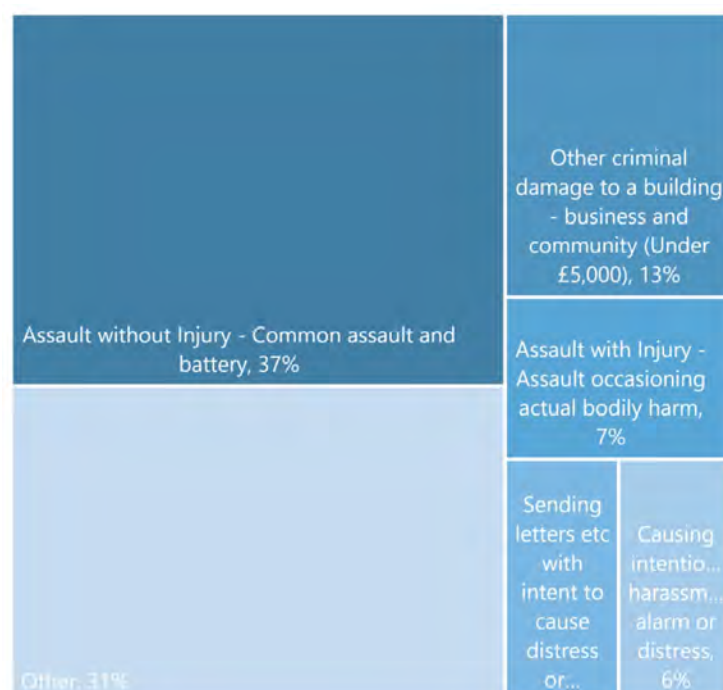 Assault without Injury - Common assault and
battery, 37%
Other, 31%
Other criminal
damage to a building
- business and
community (Under
£5,000), 13%
Assault with Injury -
Assault occasioning
actual bodily harm,
7%
Sending
letters etc
with
intent to
cause
distress
or...
Causing
intentio...
harassm...
alarm or
distress,
6%